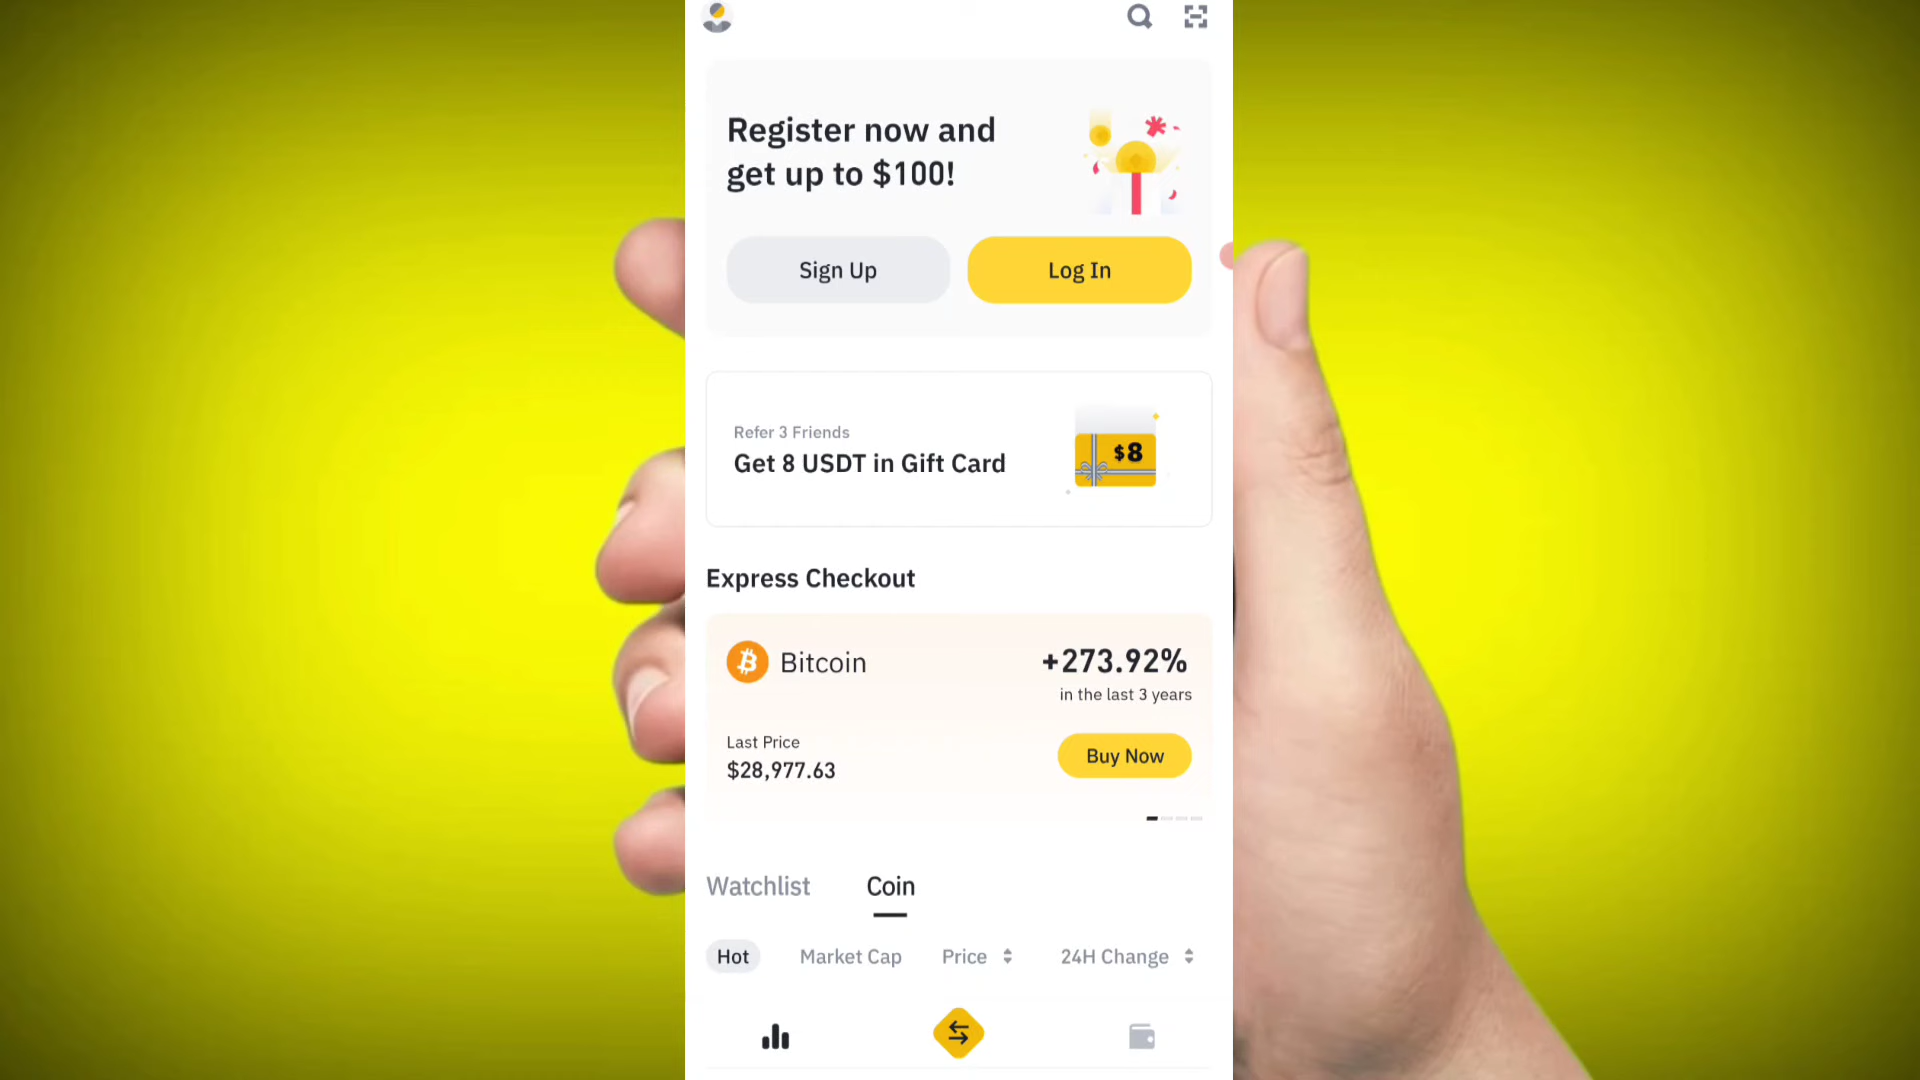 Register now and
get up to $100!
Sign Up
Log In
Refer 3 Friends
Get 8 USDT in Gift Card
$8
Express Checkout
Bitcoin
+273.92%
in the last 3 years
Last Price
$28,977.63
Buy Now
Watchlist
Coin
Hot
Market Cap
Price
24H Change